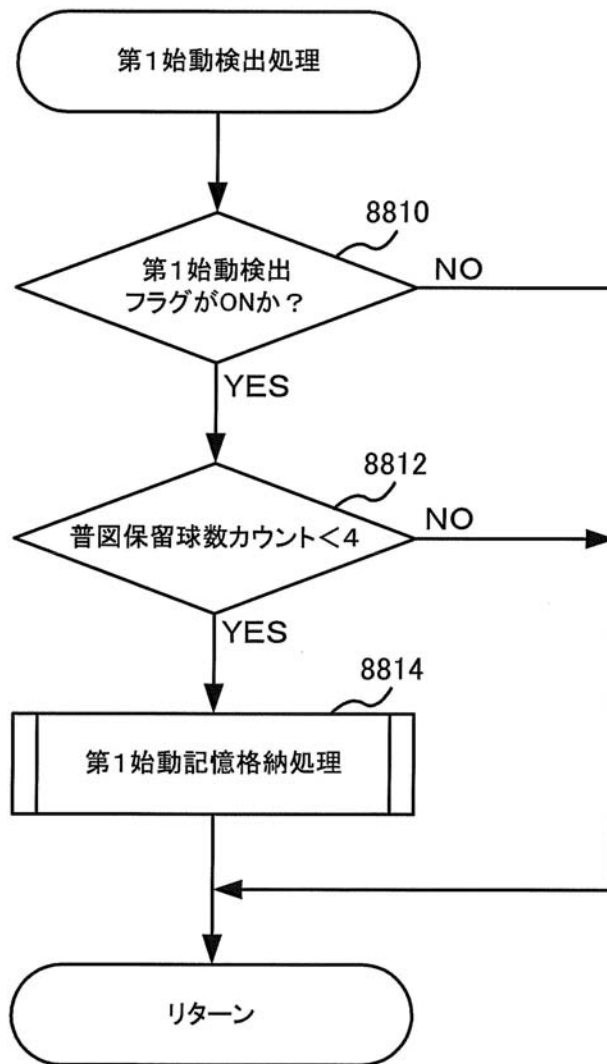 第1始動検出処理
8810
第1始動検出
フラグがONか？
NO
YES
8812
普図保留球数カウント＜4
NO
YES
8814
第1始動記憶格納処理
リターン